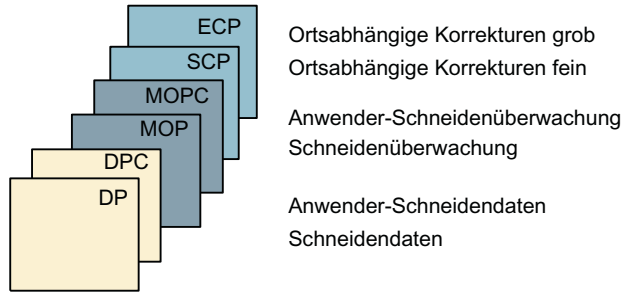 ECP
Ortsabhängige Korrekturen grob
SCP
Ortsabhängige Korrekturen fein
MOPC
Anwender-Schneidenüberwachung
MOP
Schneidenüberwachung
DPC
DP
Anwender-Schneidendaten
Schneidendaten